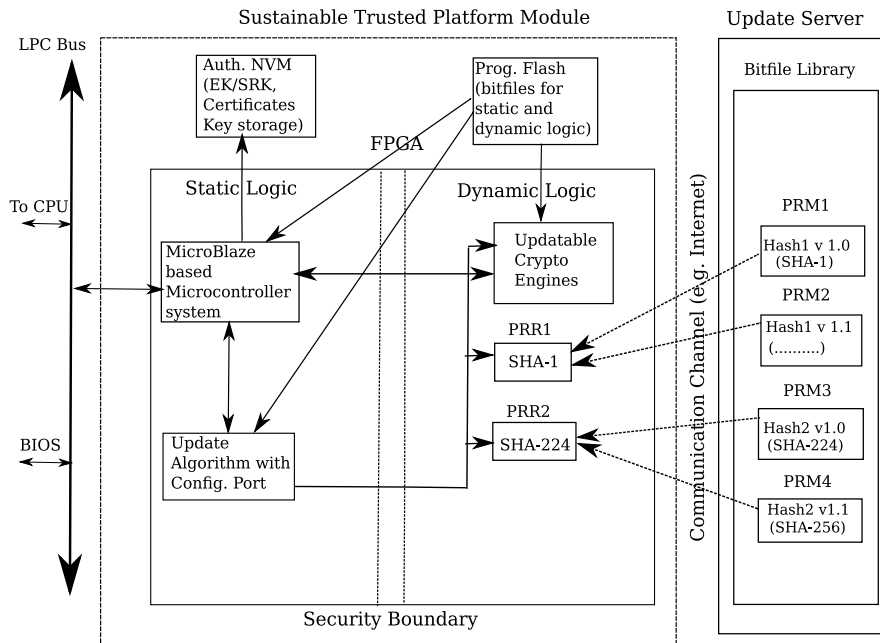 Sustainable Trusted Platform Module
Update Server
LPC Bus
Auth. NVM
(EK/SRK,
Certificates
Key storage)
Prog. Flash
(bitfiles for
static and
dynamic logic)
Bitfile Library
FPGA
Static Logic
Dynamic Logic
To CPU
MicroBlaze
based
Microcontroller
system
Updatable
Crypto
Engines
PRR1
SHA-1
PRR2
SHA-224
BIOS
Update
Algorithm with
Config. Port
Security Boundary
Communication Channel (e.g. Internet)
PRM1
Hash1 v 1.0
(SHA-1)
PRM2
Hash1 v 1.1
(..........)
PRM3
Hash2 v1.0
(SHA-224)
PRM4
Hash2 v1.1
(SHA-256)